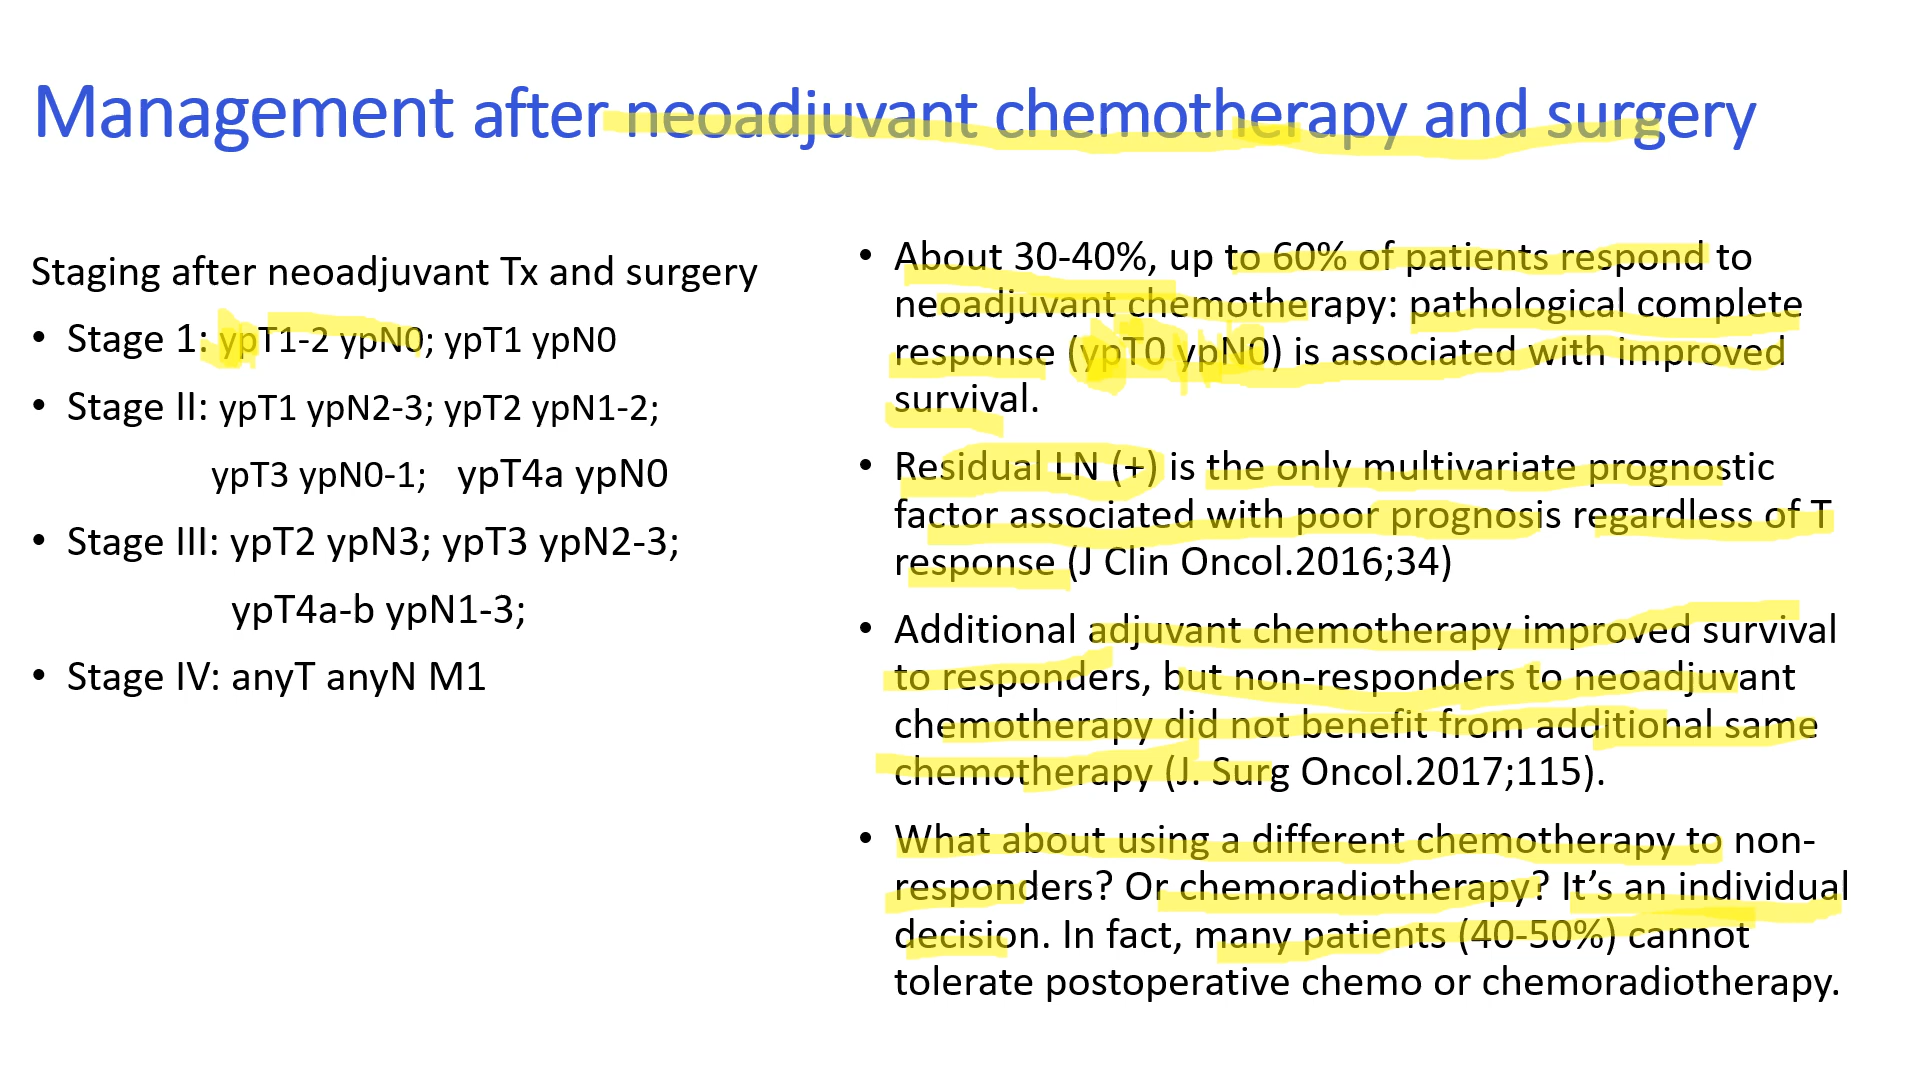 Management after neoadjuvant chemotherapy and surgery
Staging after neoadjuvant Tx and surgery
• Stage 1: ypT1-2 ypN0; ypT1 ypN0
• Stage II: ypT1 ypN2-3; ypT2 ypN1-2;
ypT3 ypN0-1; ypT4a ypN0
• Stage III: ypT2 ypN3; ypT3 ypN2-3;
ypT4a-b ypN1-3;
• Stage IV: anyT anyN M1
• About 30-40%, up to 60% of patients respond to
neoadjuvant chemotherapy: pathological complete
response (ypT0 ypN0) is associated with improved
survival.
• Residual LN (+) is the only multivariate prognostic
factor associated with poor prognosis regardless of T
response (J Clin Oncol.2016;34)
• Additional adjuvant chemotherapy improved survival
to responders, but non-responders to neoadjuvant
chemotherapy did not benefit from additional same
chemotherapy (J. Surg Oncol.2017;115).
• What about using a different chemotherapy to non-
responders? Or chemoradiotherapy? It’s an individual
decision. In fact, many patients (40-50%) cannot
tolerate postoperative chemo or chemoradiotherapy.